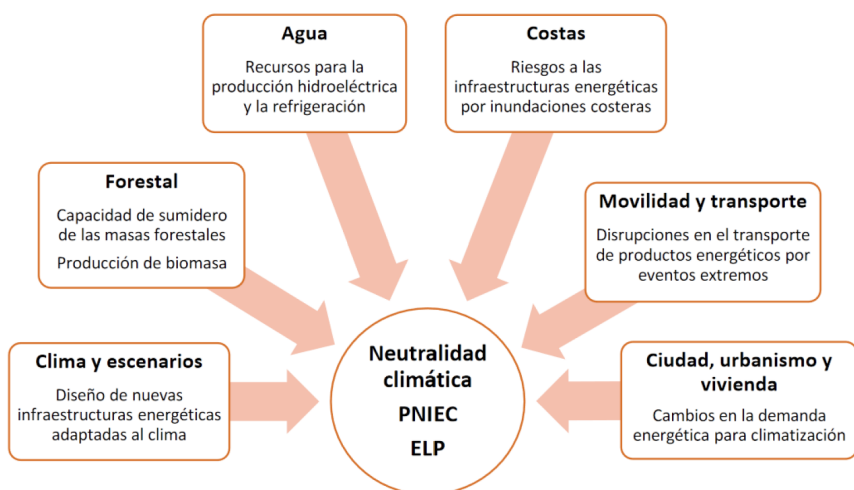 Agua
Recursos para la
producción hidroeléctrica
y la refrigeración
Costas
Riesgos a las
infraestructuras energéticas
por inundaciones costeras
Forestal
Capacidad de sumidero
de las masas forestales
Producción de biomasa
Movilidad y transporte
Disrupciones en el transporte
de productos energéticos por
eventos extremos
Clima y escenarios
Diseño de nuevas
infraestructuras energéticas
adaptadas al clima
Neutralidad
climática
PNIEC
ELP
Ciudad, urbanismo y
vivienda
Cambios en la demanda
energética para climatización